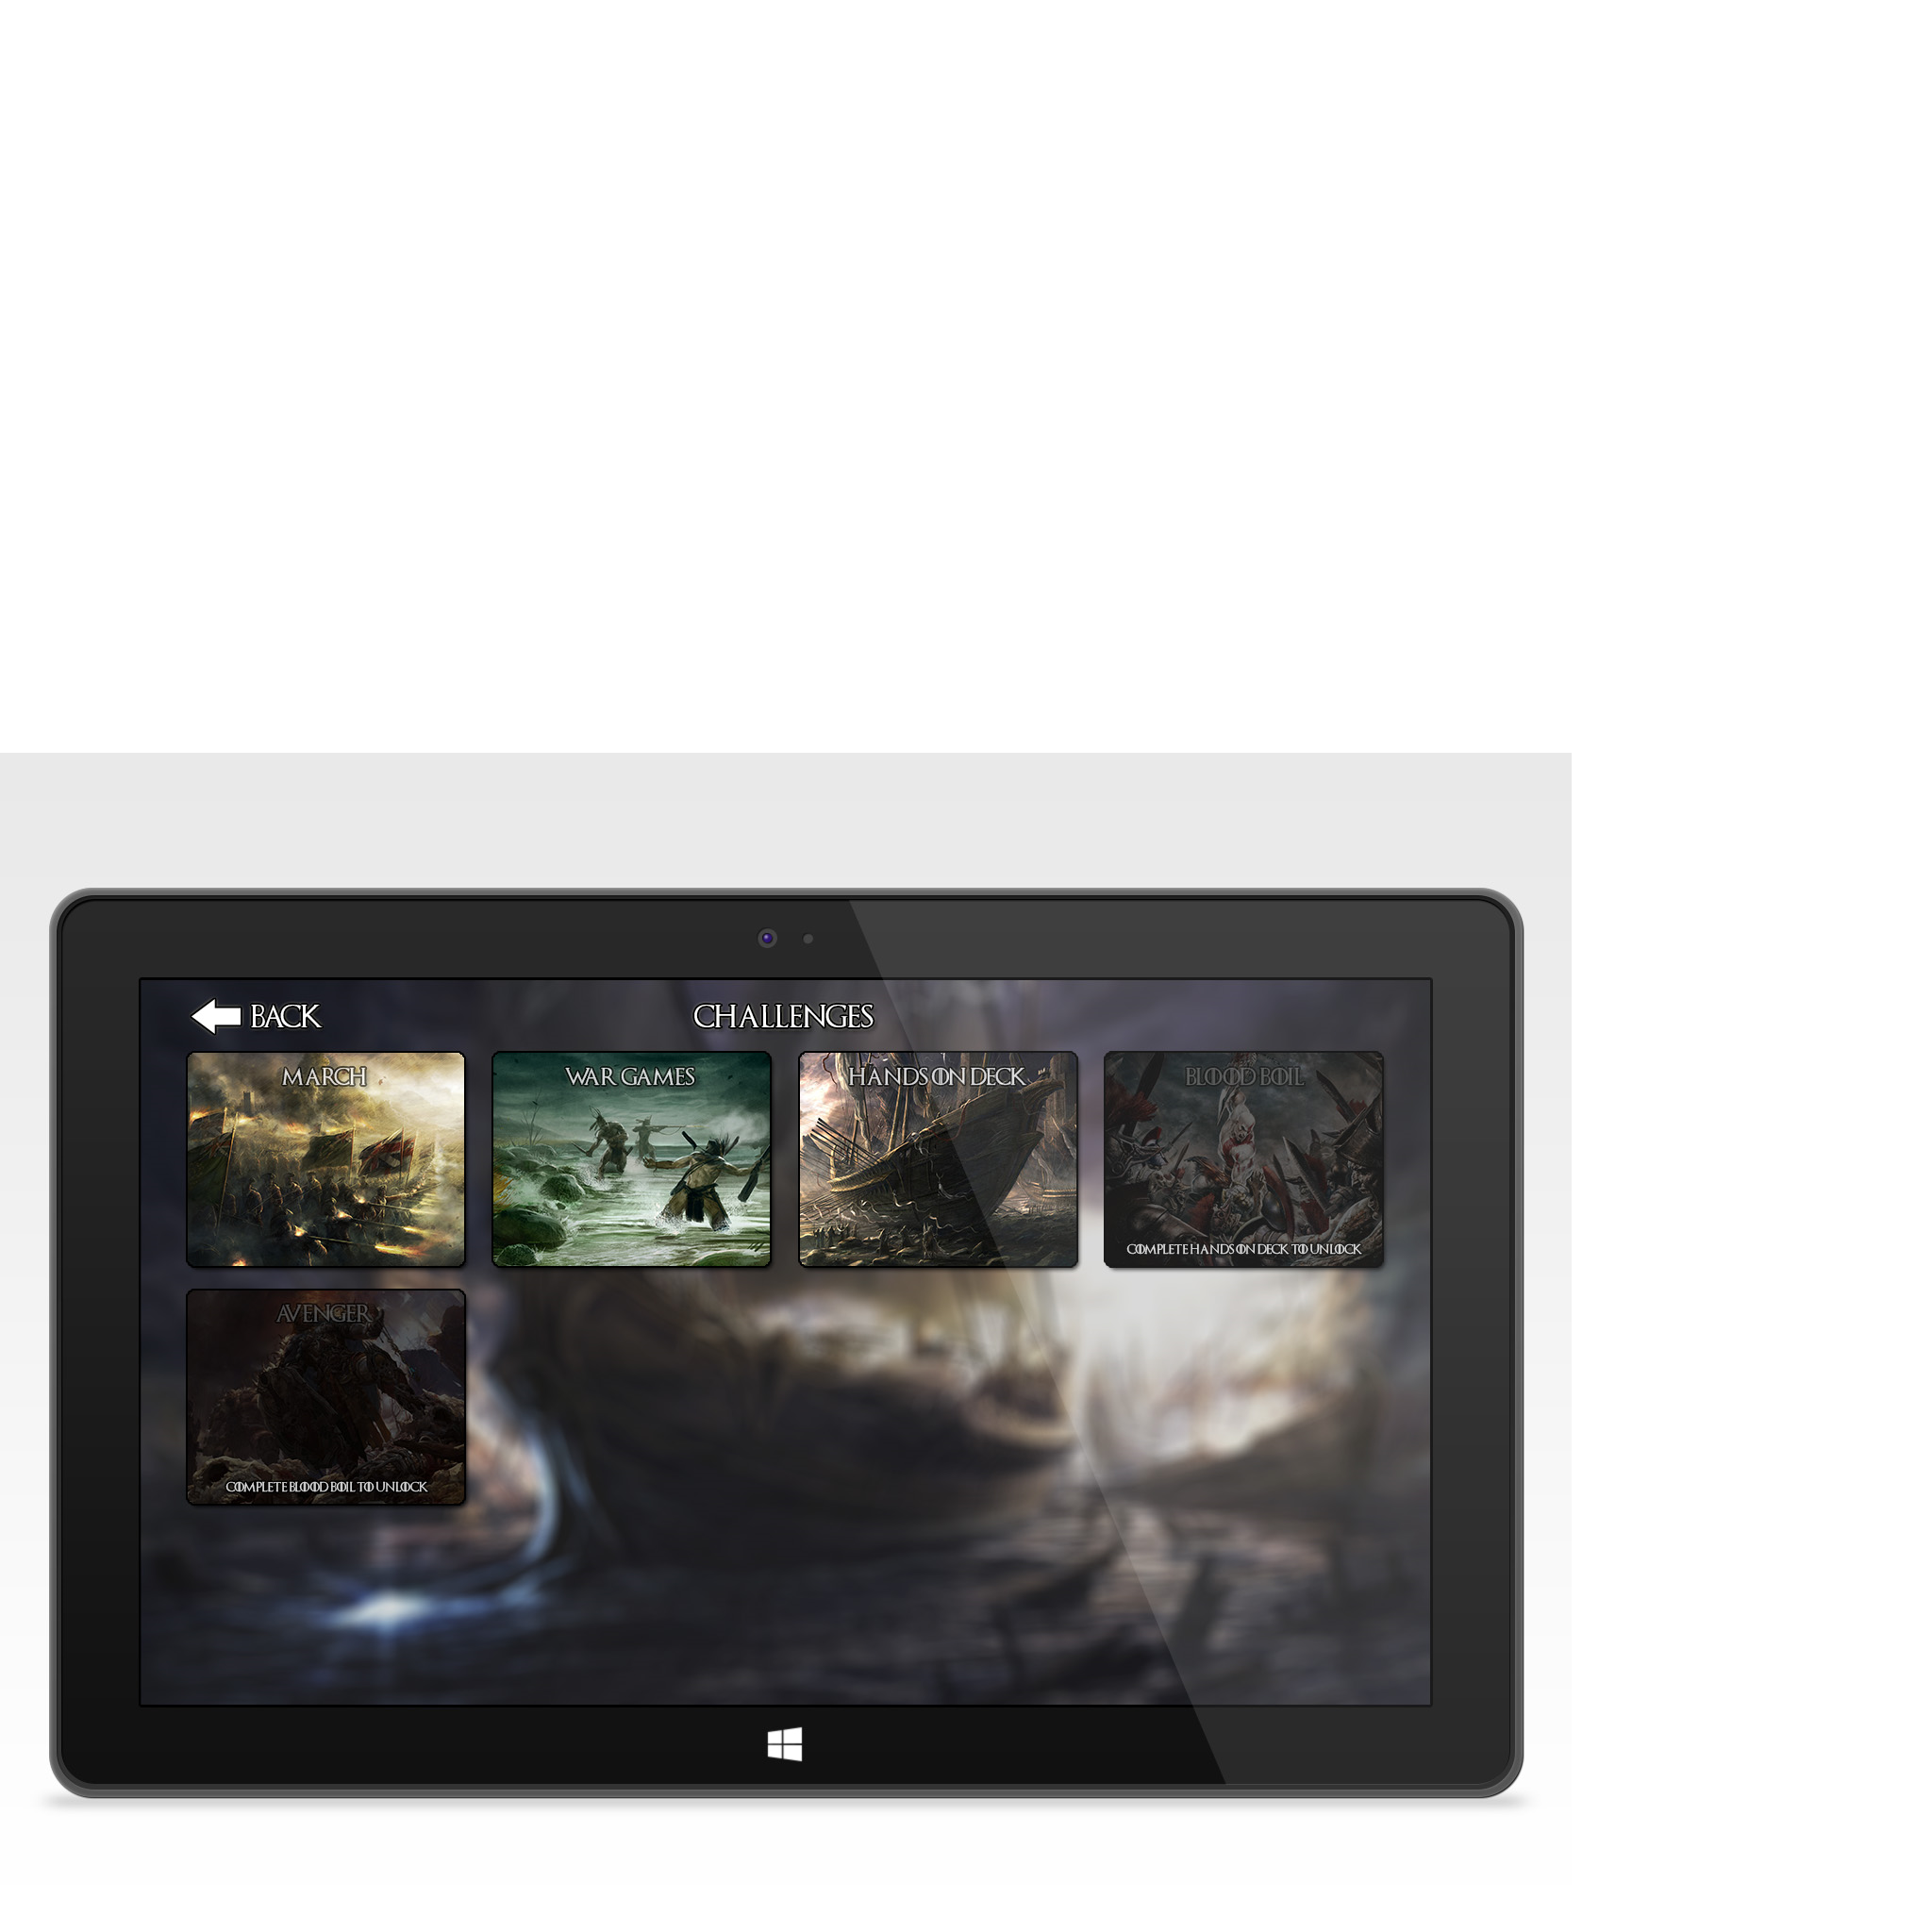 BACK
CHALLENGES
MARCH
WAR GAMES
HANDS ON DECK
BLOOD BOIL
COMPLETE HANDS ON DECK TO UNLOCK
AVENGER
COMPLETE BLOOD BOIL TO UNLOCK